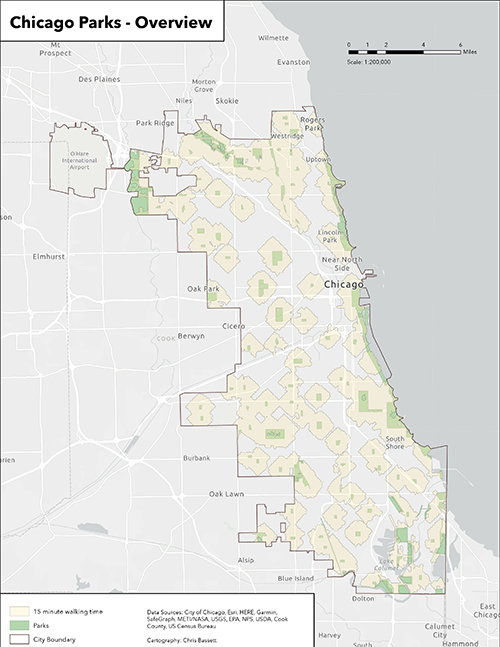 Chicago Parks - Overview
Wilmette
0 1 2 4 6
Miles
Scale: 1:200,000
Mt
Prospect
Evanston
Des Plaines
Morton
Grove
Niles
Skokie
Park Ridge
Rogers
Park
Westridge
O'Hare
International
Airport
Uptown
Lincoln
Park
Elmhurst
Near North
Side
Chicago
Oak Park
Cicero
COOK
Berwyn
South
Shore
Burbank
Oak Lawn
Alsip
Lake
Calumet
Blue Island
Dolton
East
Chicago
Calumet
City
Harvey
South
Hammond
15 minute walking time
Parks
City Boundary
Data Sources: City of Chicago, Esri, HERE, Garmin,
SafeGraph, METI/NASA, USGS, EPA, NPS, USDA, Cook
County, US Census Bureau
Cartography: Chris Bassett.